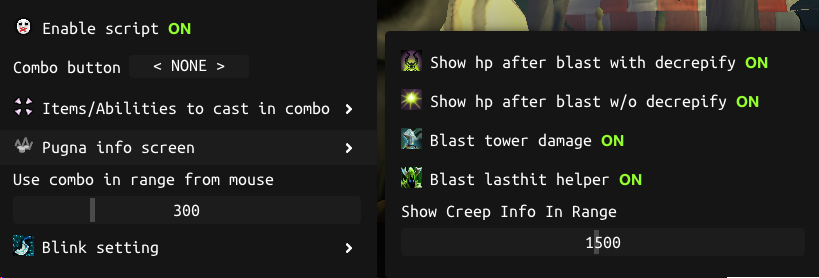 Enable script ON
Combo button < NONE >
Items/Abilities to cast in combo >
Pugna info screen >
Use combo in range from mouse
300
Blink setting >
Show hp after blast with decrepify ON
Show hp after blast w/o decrepify ON
Blast tower damage ON
Blast lasthit helper ON
Show Creep Info In Range
1500